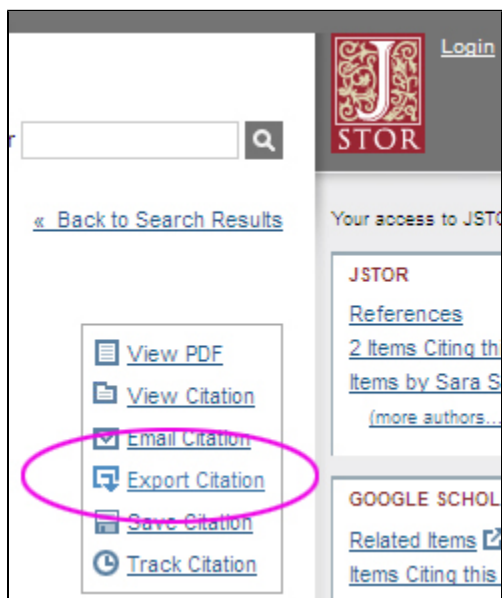 r
« Back to Search Results
View PDF
View Citation
Email Citation
Export Citation
Save Citation
Track Citation
J
STOR
Login
Your access to JSTO
JSTOR
References
2 Items Citing th
Items by Sara S
(more authors...
GOOGLE SCHOL
Related Items
Items Citing this